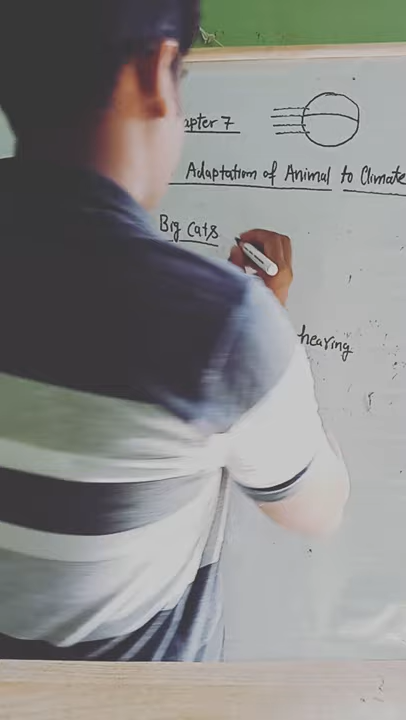 apter 7
Adaptation of Animal to Climate
Big Cats
hearing